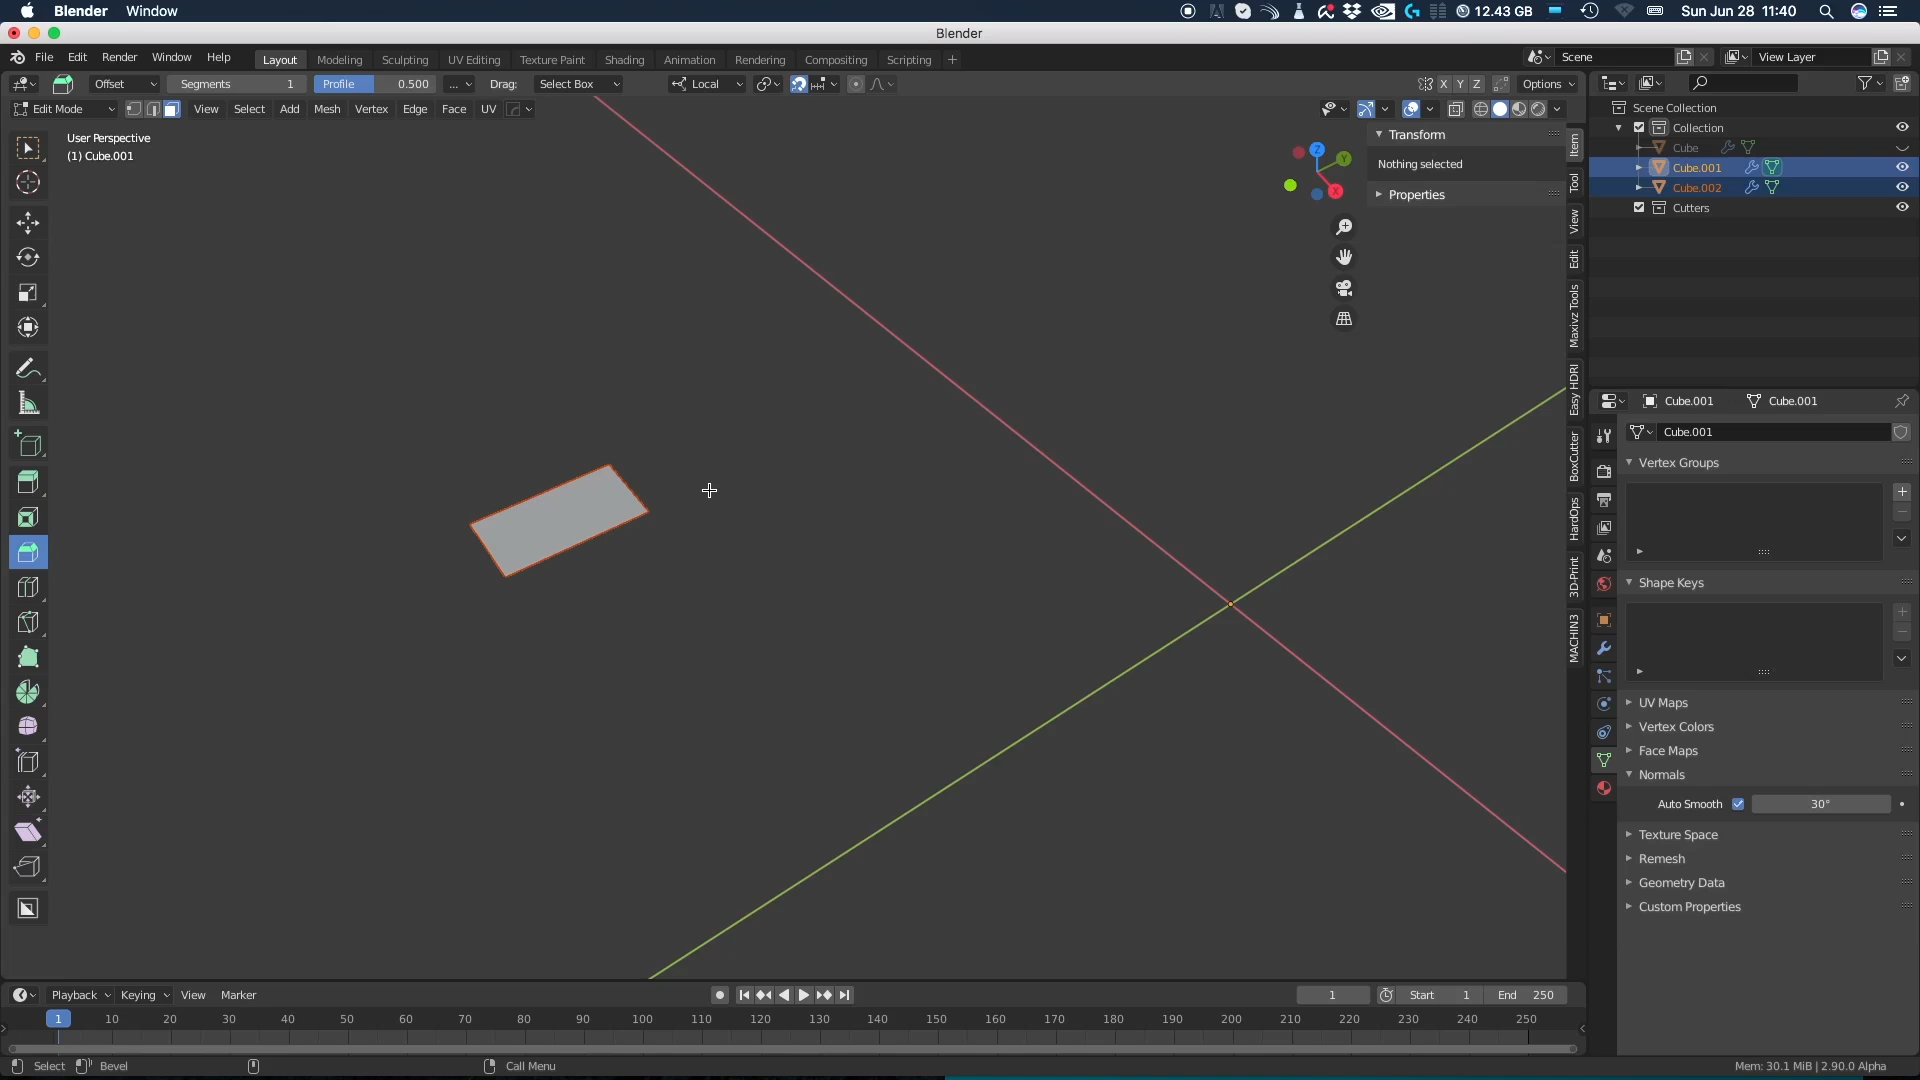 Blender Window 12.43 GB Sun Jun 28 11:40
Blender
File Edit Render Window Help Layout Modeling Sculpting UV Editing Texture Paint Shading Animation Rendering Compositing Scripting + Scene View Layer
Offset Segments 1 Profile 0.500 ... Drag: Select Box Local X Y Z Options
Edit Mode View Select Add Mesh Vertex Edge Face UV
User Perspective
(1) Cube.001
Z
Y
X
Transform
Nothing selected
Properties
Item
Tool
View
Edit
Maxivz Tools
Easy HDRI
BoxCutter
HardOps
3D-Print
MACHIN3
Scene Collection
Collection
Cube
Cube.001
Cube.002
Cutters
Cube.001 Cube.001
Cube.001
Vertex Groups
Shape Keys
UV Maps
Vertex Colors
Face Maps
Normals
Auto Smooth 30°
Texture Space
Remesh
Geometry Data
Custom Properties
Playback Keying View Marker 1 Start 1 End 250
1 10 20 30 40 50 60 70 80 90 100 110 120 130 140 150 160 170 180 190 200 210 220 230 240 250
Select Bevel Call Menu Mem: 30.1 MiB | 2.90.0 Alpha